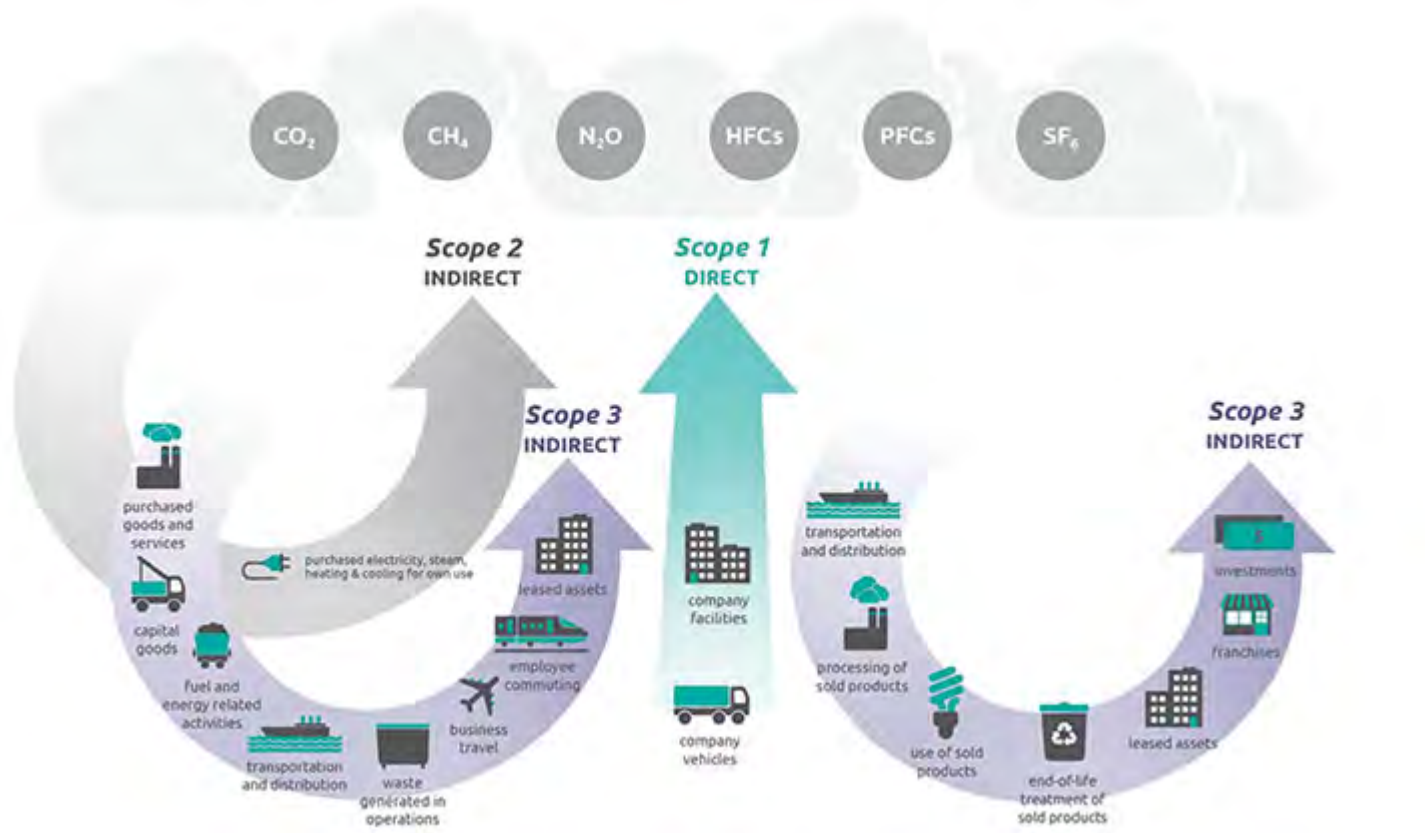 CO₂
CH₄
N₂O
HFCs
PFCs
SF₆
Scope 2
INDIRECT
Scope 1
DIRECT
Scope 3
INDIRECT
Scope 3
INDIRECT
purchased
goods and
services
capital
goods
fuel and
energy related
activities
transportation
and distribution
waste
generated in
operations
business
travel
employee
commuting
leased assets
purchased electricity, steam,
heating & cooling for own use
company
facilities
company
vehicles
transportation
and distribution
processing of
sold products
use of sold
products
end-of-life
treatment of
sold products
leased assets
franchises
investments
$